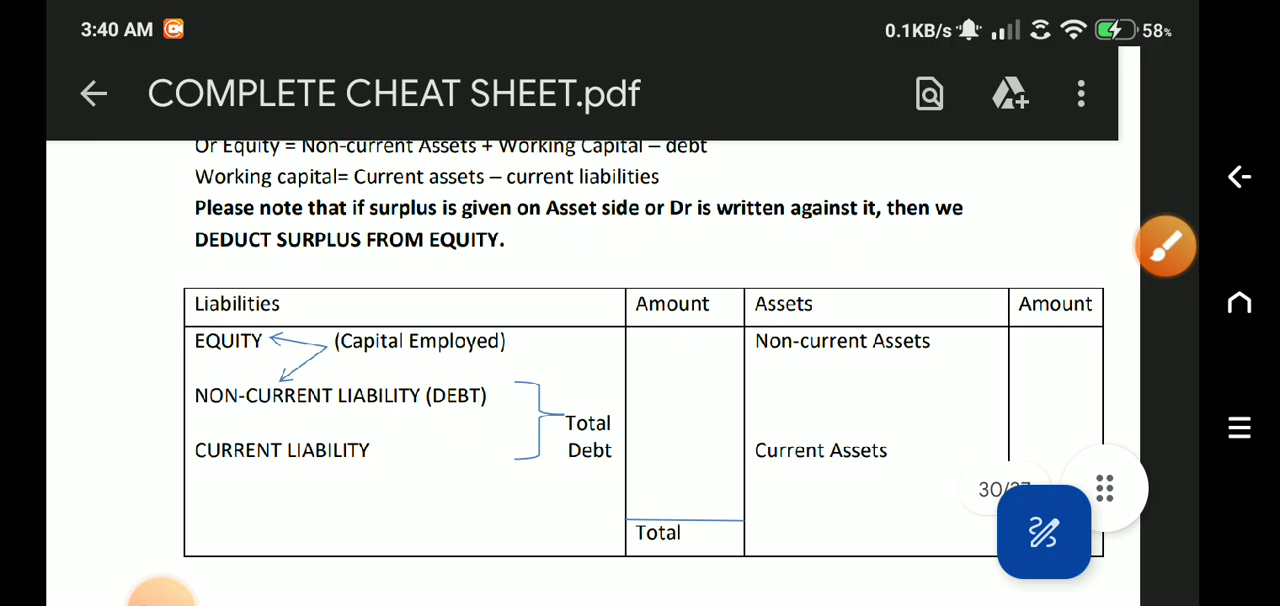 3:40 AM 0.1KB/s 58%
COMPLETE CHEAT SHEET.pdf
Or Equity = Non-current Assets + Working Capital – debt
Working capital= Current assets – current liabilities
Please note that if surplus is given on Asset side or Dr is written against it, then we
DEDUCT SURPLUS FROM EQUITY.
Liabilities Amount Assets Amount
EQUITY (Capital Employed) Non-current Assets
NON-CURRENT LIABILITY (DEBT)
Total
CURRENT LIABILITY Debt Current Assets
Total